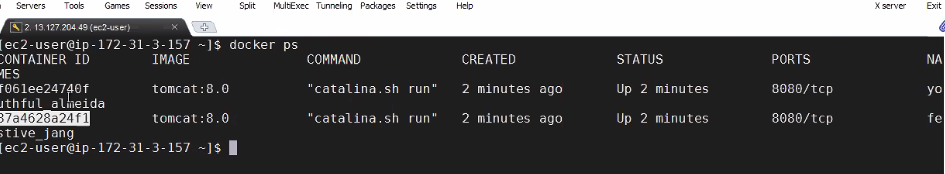 Servers Tools Games Sessions View Split MultiExec Tunneling Packages Settings Help X server Exit
2. 13.127.204.49 (ec2-user)
[ec2-user@ip-172-31-3-157 ~]$ docker ps
CONTAINER ID IMAGE COMMAND CREATED STATUS PORTS NA
MES
f061ee24740f tomcat:8.0 "catalina.sh run" 2 minutes ago Up 2 minutes 8080/tcp yo
uthful_almeida
37a4628a24f1 tomcat:8.0 "catalina.sh run" 2 minutes ago Up 2 minutes 8080/tcp fe
stive_jang
[ec2-user@ip-172-31-3-157 ~]$